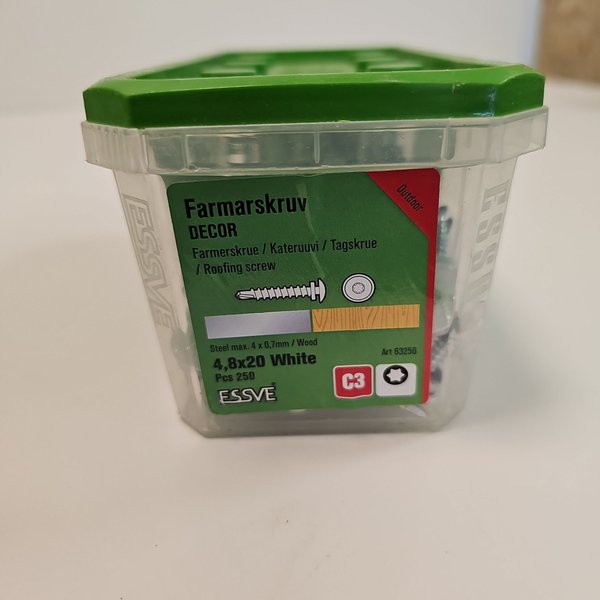 Farmarskruv
Outdoor
DECOR
Farmerskrue / Kateruuvi / Tagskrue
/ Roofing screw
Steel max. 4 x 0,7mm / Wood
Art 63250
4,8x20 White
Pcs 250
C3
ESSVE
ESSVE
ESSVE